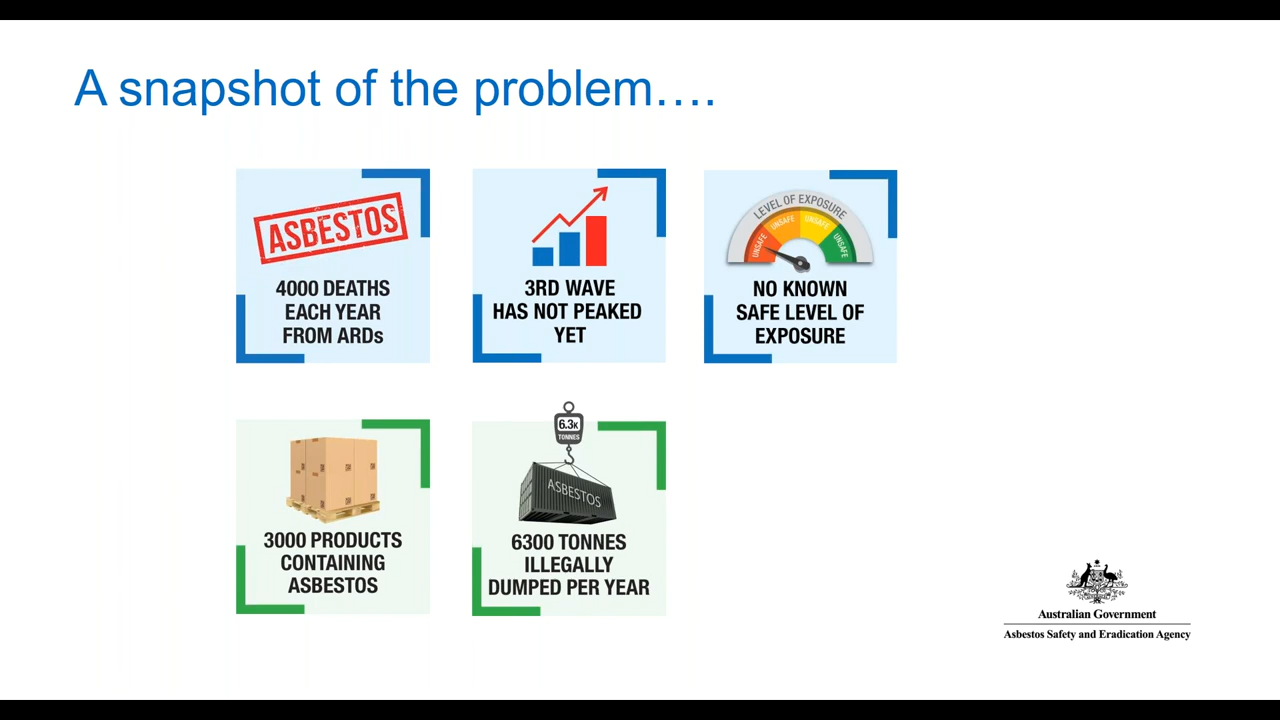 A snapshot of the problem….
ASBESTOS
4000 DEATHS
EACH YEAR
FROM ARDs
3RD WAVE
HAS NOT PEAKED
YET
LEVEL OF EXPOSURE
UNSAFE
UNSAFE
UNSAFE
UNSAFE
NO KNOWN
SAFE LEVEL OF
EXPOSURE
3000 PRODUCTS
CONTAINING
ASBESTOS
6.3K
TONNES
ASBESTOS
6300 TONNES
ILLEGALLY
DUMPED PER YEAR
Australian Government
Asbestos Safety and Eradication Agency